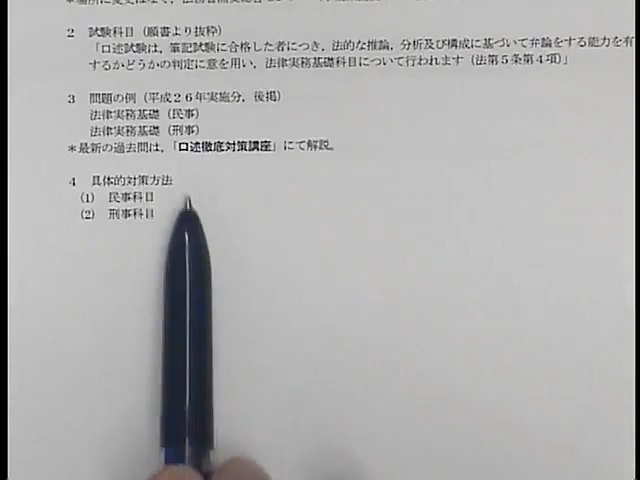 ２ 試験科目（願書より抜粋）
「口述試験は，筆記試験に合格した者につき，法的な推論，分析及び構成に基づいて弁論をする能力を有
するかどうかの判定に意を用い，法律実務基礎科目について行われます（法第５条第４項）」
３ 問題の例（平成２６年実施分，後掲）
法律実務基礎（民事）
法律実務基礎（刑事）
＊最新の過去問は，「口述徹底対策講座」にて解説。
４ 具体的対策方法
(1) 民事科目
(2) 刑事科目